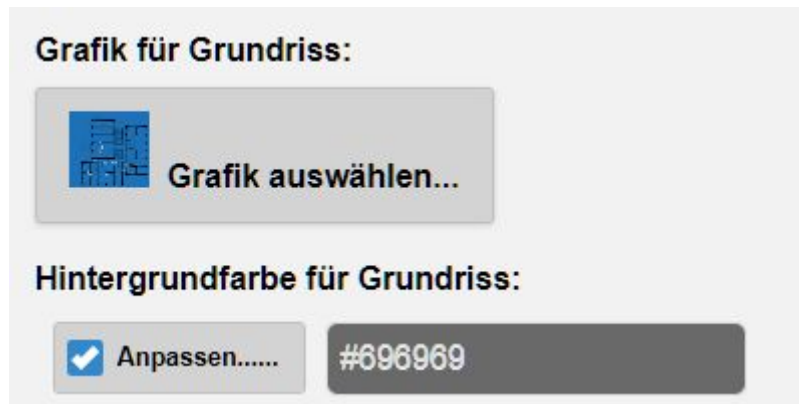 Grafik für Grundriss:
Grafik auswählen...
Hintergrundfarbe für Grundriss:
Anpassen...... #696969